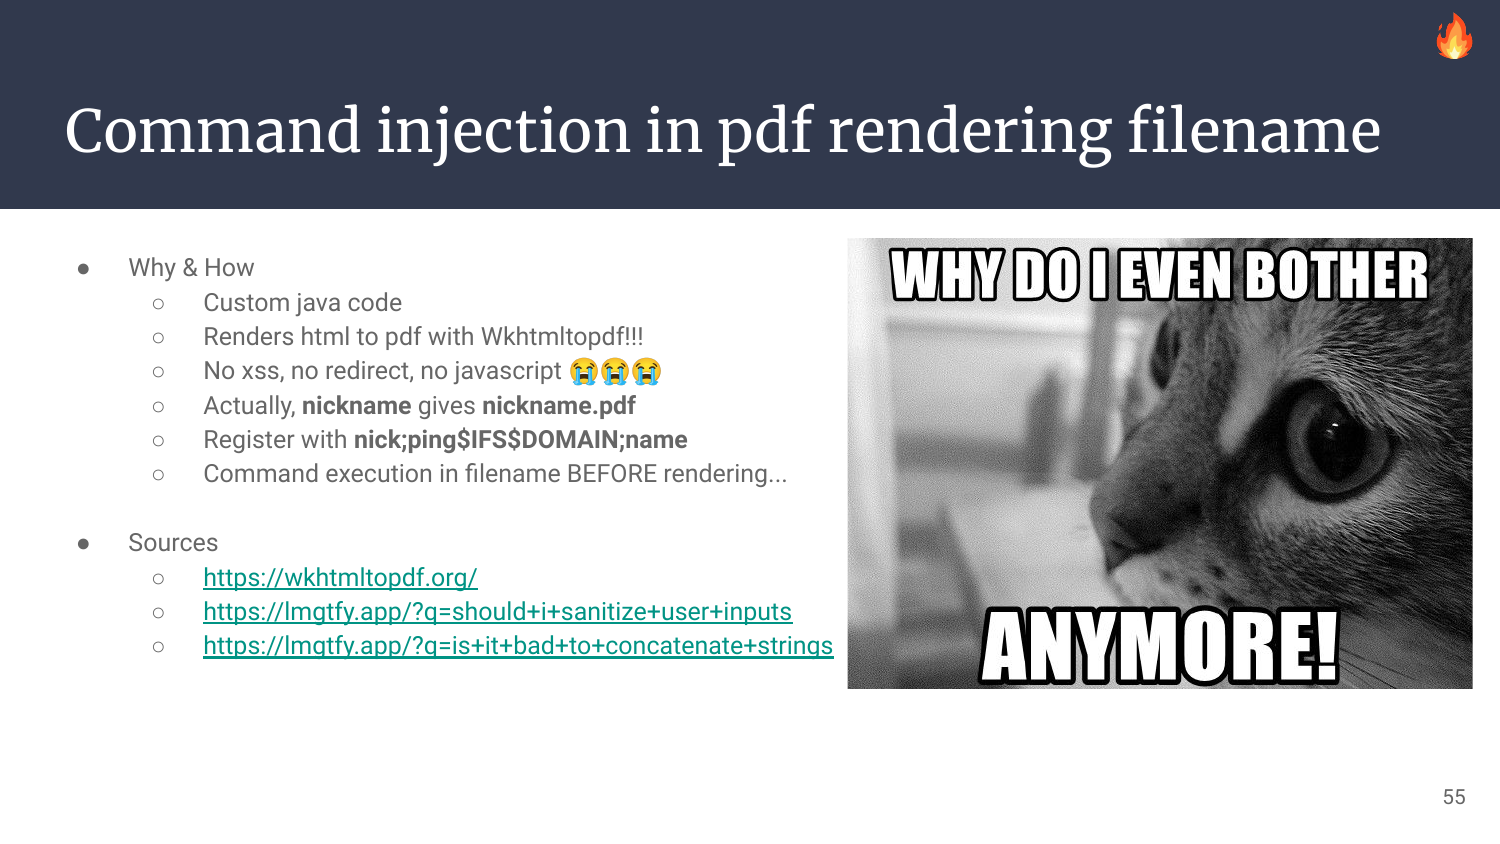 Command injection in pdf rendering filename
● Why & How
○ Custom java code
○ Renders html to pdf with Wkhtmltopdf!!!
○ No xss, no redirect, no javascript 😭😭😭
○ Actually, nickname gives nickname.pdf
○ Register with nick;ping$IFS$DOMAIN;name
○ Command execution in filename BEFORE rendering...
● Sources
○ https://wkhtmltopdf.org/
○ https://lmgtfy.app/?q=should+i+sanitize+user+inputs
○ https://lmgtfy.app/?q=is+it+bad+to+concatenate+strings
WHY DO I EVEN BOTHER
ANYMORE!
55